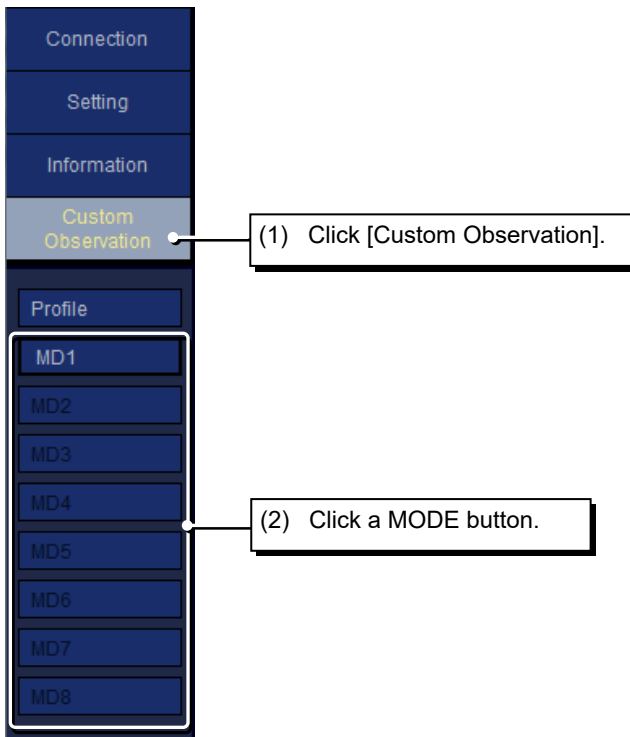 Connection
Setting
Information
Custom
Observation
(1) Click [Custom Observation].
Profile
MD1
MD2
MD3
MD4
(2) Click a MODE button.
MD5
MD6
MD7
MD8